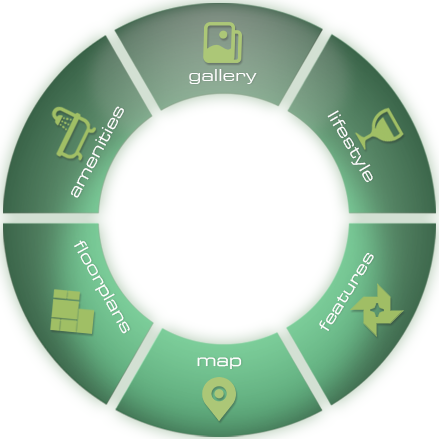 gallery
lifestyle
features
map
floorplans
amenities